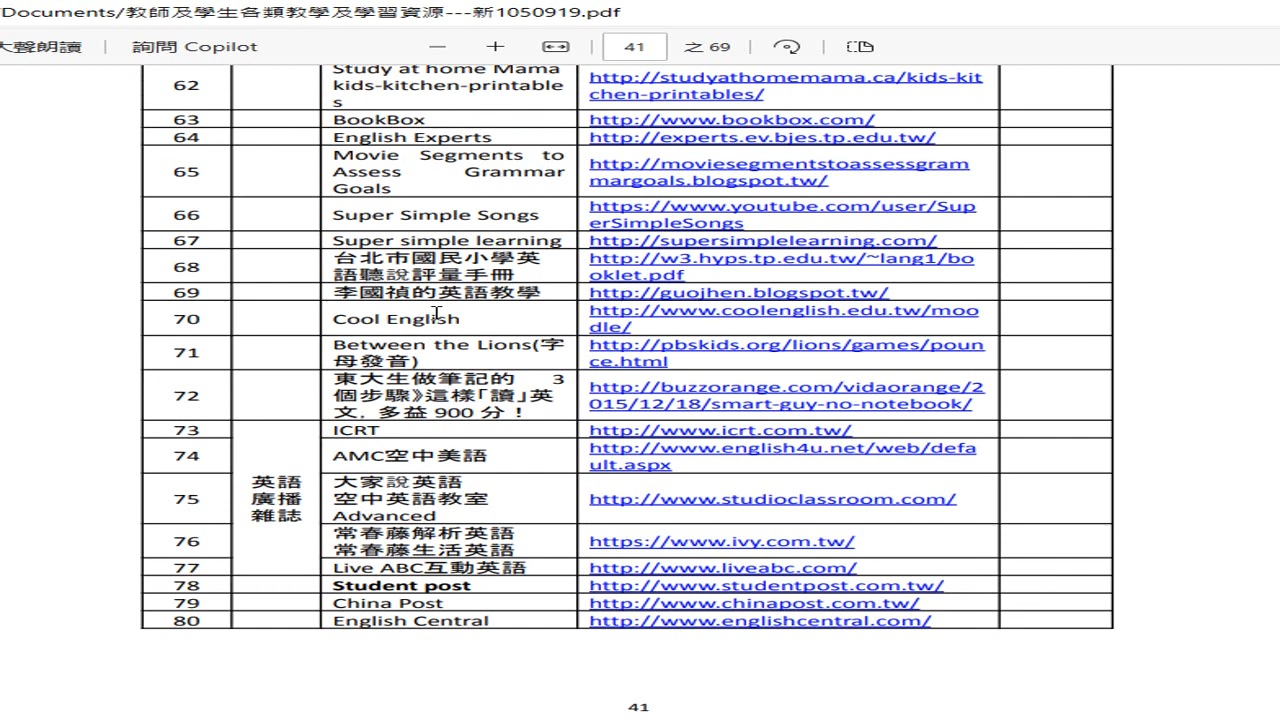 Documents/教師及學生各類教學及學習資源---新1050919.pdf
大聲朗讀
詢問 Copilot
41 之 69
62 Study at home Mama http://studyathomemama.ca/kids-kit
kids-kitchen-printable chen-printables/
s
63 BookBox http://www.bookbox.com/
64 English Experts http://experts.ev.bjes.tp.edu.tw/
65 Movie Segments to http://moviesegmentstoassessgram
Assess Grammar margoals.blogspot.tw/
Goals
66 Super Simple Songs https://www.youtube.com/user/Sup
erSimpleSongs
67 Super simple learning http://supersimplelearning.com/
68 台北市國民小學英 http://w3.hyps.tp.edu.tw/~lang1/bo
語聽說評量手冊 oklet.pdf
69 李國禎的英語教學 http://guojhen.blogspot.tw/
70 Cool English http://www.coolenglish.edu.tw/moo
dle/
71 Between the Lions(字 http://pbskids.org/lions/games/poun
母發音) ce.html
72 東大生做筆記的 3 http://buzzorange.com/vidaorange/2
個步驟》這樣「讀」英 015/12/18/smart-guy-no-notebook/
文，多益 900 分！
73 ICRT http://www.icrt.com.tw/
74 AMC空中美語 http://www.english4u.net/web/defa
ult.aspx
英語
廣播
雜誌
75 大家說英語 http://www.studioclassroom.com/
空中英語教室
Advanced
76 常春藤解析英語 https://www.ivy.com.tw/
常春藤生活英語
77 Live ABC互動英語 http://www.liveabc.com/
78 Student post http://www.studentpost.com.tw/
79 China Post http://www.chinapost.com.tw/
80 English Central http://www.englishcentral.com/
41